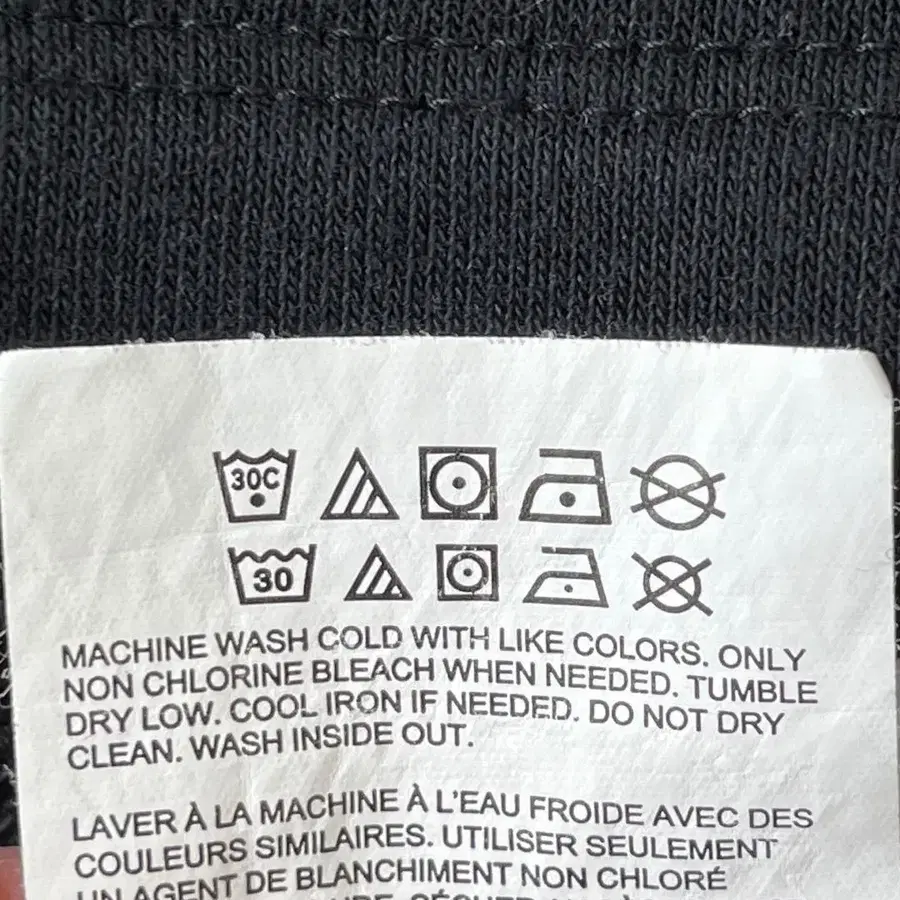 30C
30
MACHINE WASH COLD WITH LIKE COLORS. ONLY
NON CHLORINE BLEACH WHEN NEEDED. TUMBLE
DRY LOW. COOL IRON IF NEEDED. DO NOT DRY
CLEAN. WASH INSIDE OUT.
LAVER À LA MACHINE À L'EAU FROIDE AVEC DES
COULEURS SIMILAIRES. UTILISER SEULEMENT
UN AGENT DE BLANCHIMENT NON CHLORÉ